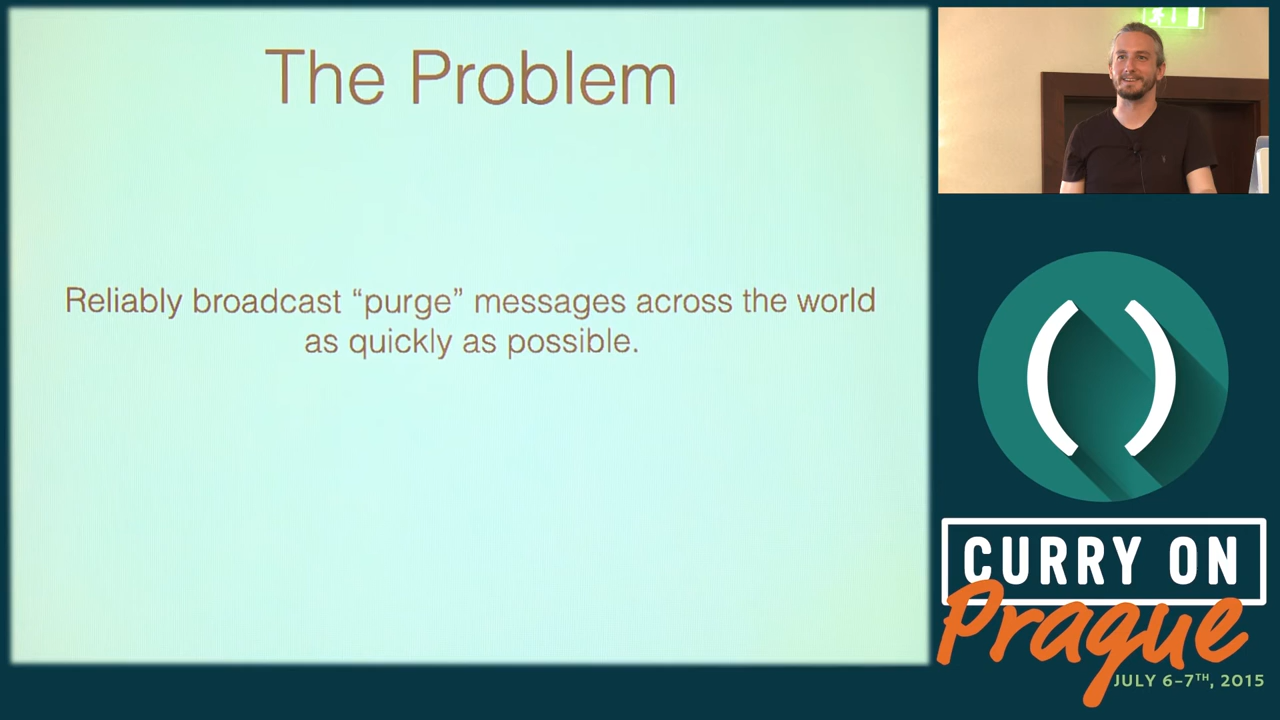 The Problem
Reliably broadcast “purge” messages across the world
as quickly as possible.
CURRY ON
Prague
JULY 6–7TH, 2015